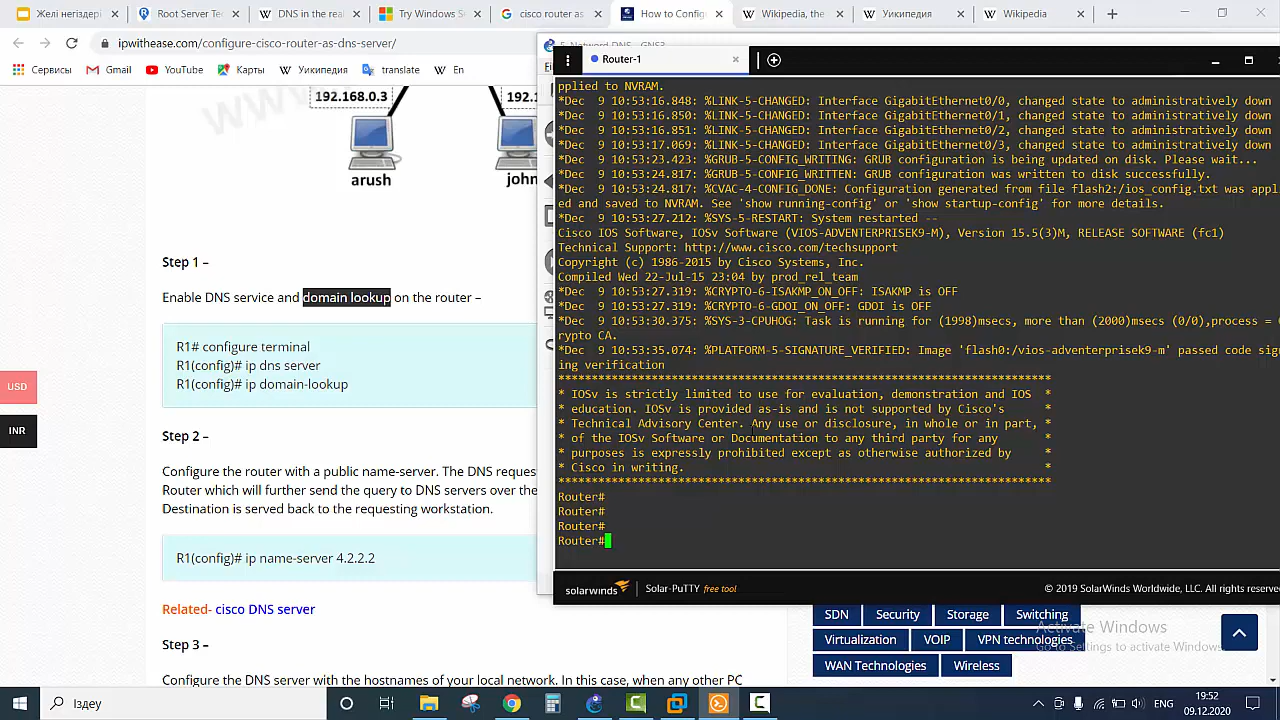 Root Server Te
DNS in the real
Try Windows S
cisco router as
How to Config
Wikipedia, the
Уикипедия
Wikipedia
ipwithease.com/configure-cisco-router-as-dns-server/
Сервисы
Gmail
YouTube
Карты
Уикипедия
translate
En
Router-1
192.168.0.3
arush
john
Step 1 –
Enable DNS service and domain lookup on the router –
R1# configure terminal
R1(config)# ip dns server
R1(config)# ip domain-lookup
USD
INR
Step 2 –
Configure the router with a public name-server. The DNS reques
Router which will further send the query to DNS servers over the
Destination is served back to the requesting workstation.
R1(config)# ip name-server 4.2.2.2
Related- cisco DNS server
Step 3 –
Configure the DNS server with the hostnames of your local network. In this case, when any other PC
pplied to NVRAM.
*Dec  9 10:53:16.848: %LINK-5-CHANGED: Interface GigabitEthernet0/0, changed state to administratively down
*Dec  9 10:53:16.850: %LINK-5-CHANGED: Interface GigabitEthernet0/1, changed state to administratively down
*Dec  9 10:53:16.851: %LINK-5-CHANGED: Interface GigabitEthernet0/2, changed state to administratively down
*Dec  9 10:53:17.069: %LINK-5-CHANGED: Interface GigabitEthernet0/3, changed state to administratively down
*Dec  9 10:53:23.423: %GRUB-5-CONFIG_WRITING: GRUB configuration is being updated on disk. Please wait...
*Dec  9 10:53:24.817: %GRUB-5-CONFIG_WRITTEN: GRUB configuration was written to disk successfully.
*Dec  9 10:53:24.817: %CVAC-4-CONFIG_DONE: Configuration generated from file flash2:/ios_config.txt was appl
ed and saved to NVRAM. See 'show running-config' or 'show startup-config' for more details.
*Dec  9 10:53:27.212: %SYS-5-RESTART: System restarted --
Cisco IOS Software, IOSv Software (VIOS-ADVENTERPRISEK9-M), Version 15.5(3)M, RELEASE SOFTWARE (fc1)
Technical Support: http://www.cisco.com/techsupport
Copyright (c) 1986-2015 by Cisco Systems, Inc.
Compiled Wed 22-Jul-15 23:04 by prod_rel_team
*Dec  9 10:53:27.319: %CRYPTO-6-ISAKMP_ON_OFF: ISAKMP is OFF
*Dec  9 10:53:27.319: %CRYPTO-6-GDOI_ON_OFF: GDOI is OFF
*Dec  9 10:53:30.375: %SYS-3-CPUHOG: Task is running for (1998)msecs, more than (2000)msecs (0/0),process = C
rypto CA.
*Dec  9 10:53:35.074: %PLATFORM-5-SIGNATURE_VERIFIED: Image 'flash0:/vios-adventerprisek9-m' passed code sign
ing verification
**************************************************************************
* IOSv is strictly limited to use for evaluation, demonstration and IOS  *
* education. IOSv is provided as-is and is not supported by Cisco's      *
* Technical Advisory Center. Any use or disclosure, in whole or in part, *
* of the IOSv Software or Documentation to any third party for any       *
* purposes is expressly prohibited except as otherwise authorized by     *
* Cisco in writing.                                                      *
**************************************************************************
Router#
Router#
Router#
Router#
solarwinds Solar-PuTTY free tool © 2019 SolarWinds Worldwide, LLC. All rights reserve
SDN Security Storage Switching
Virtualization VOIP VPN technologies
WAN Technologies Wireless
Activate Windows
Go to Settings to activate Windows.
Іздеу
ENG
19:52
09.12.2020